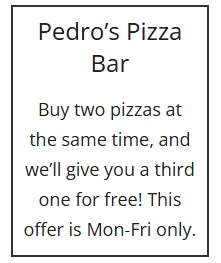 Pedro’s Pizza
Bar
Buy two pizzas at
the same time, and
we’ll give you a third
one for free! This
offer is Mon-Fri only.